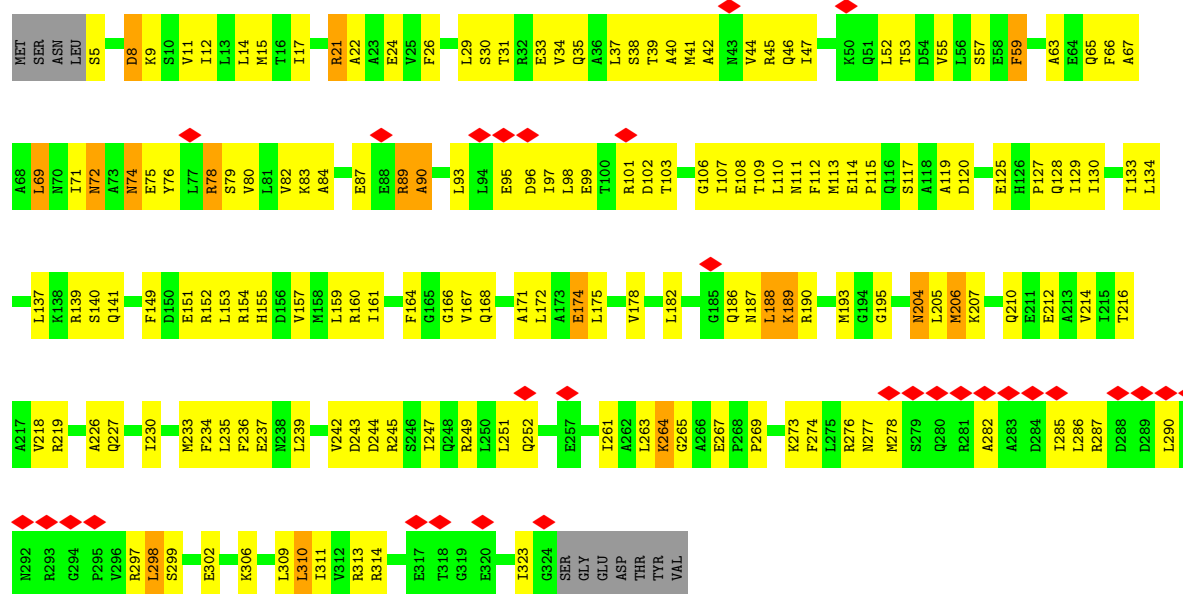 MET SER ASN LEU S5 D8 K9 S10 V11 I12 L13 L14 M15 T16 I17 R21 A22 A23 E24 V25 F26 L29 S30 T31 R32 E33 V34 Q35 A36 L37 S38 T39 A40 M41 A42 N43 V44 R45 Q46 I47 K50 Q51 L52 T53 D54 V55 L56 S57 E58 F59 A63 E64 Q65 F66 A67
A68 L69 N70 I71 N72 A73 N74 E75 Y76 L77 R78 S79 V80 L81 V82 K83 A84 E87 E88 R89 A90 L93 L94 E95 D96 I97 L98 E99 T100 R101 D102 T103 G106 I107 E108 T109 L110 N111 F112 M113 E114 P115 Q116 S117 A118 A119 D120 E125 H126 P127 Q128 I129 I130 I133 L134
L137 K138 R139 S140 Q141 F149 D150 E151 R152 L153 R154 H155 D156 V157 M158 L159 R160 I161 F164 G165 G166 V167 Q168 A171 L172 A173 E174 L175 V178 L182 G185 Q186 N187 L188 K189 R190 M193 G194 G195 N204 L205 M206 K207 Q210 E211 E212 A213 V214 I215 T216
A217 V218 R219 A226 Q227 I230 M233 F234 L235 F236 E237 N238 L239 V242 D243 D244 R245 S246 I247 Q248 R249 L250 L251 Q252 E257 I261 A262 L263 K264 G265 A266 E267 P268 P269 K273 F274 L275 R276 N277 M278 S279 Q280 R281 A282 A283 D284 I285 L286 R287 D288 D289 L290
N292 R293 G294 P295 V296 R297 L298 S299 E302 K306 L309 L310 I311 V312 R313 R314 E317 T318 G319 E320 I323 G324 SER GLY GLU ASP THR TYR VAL